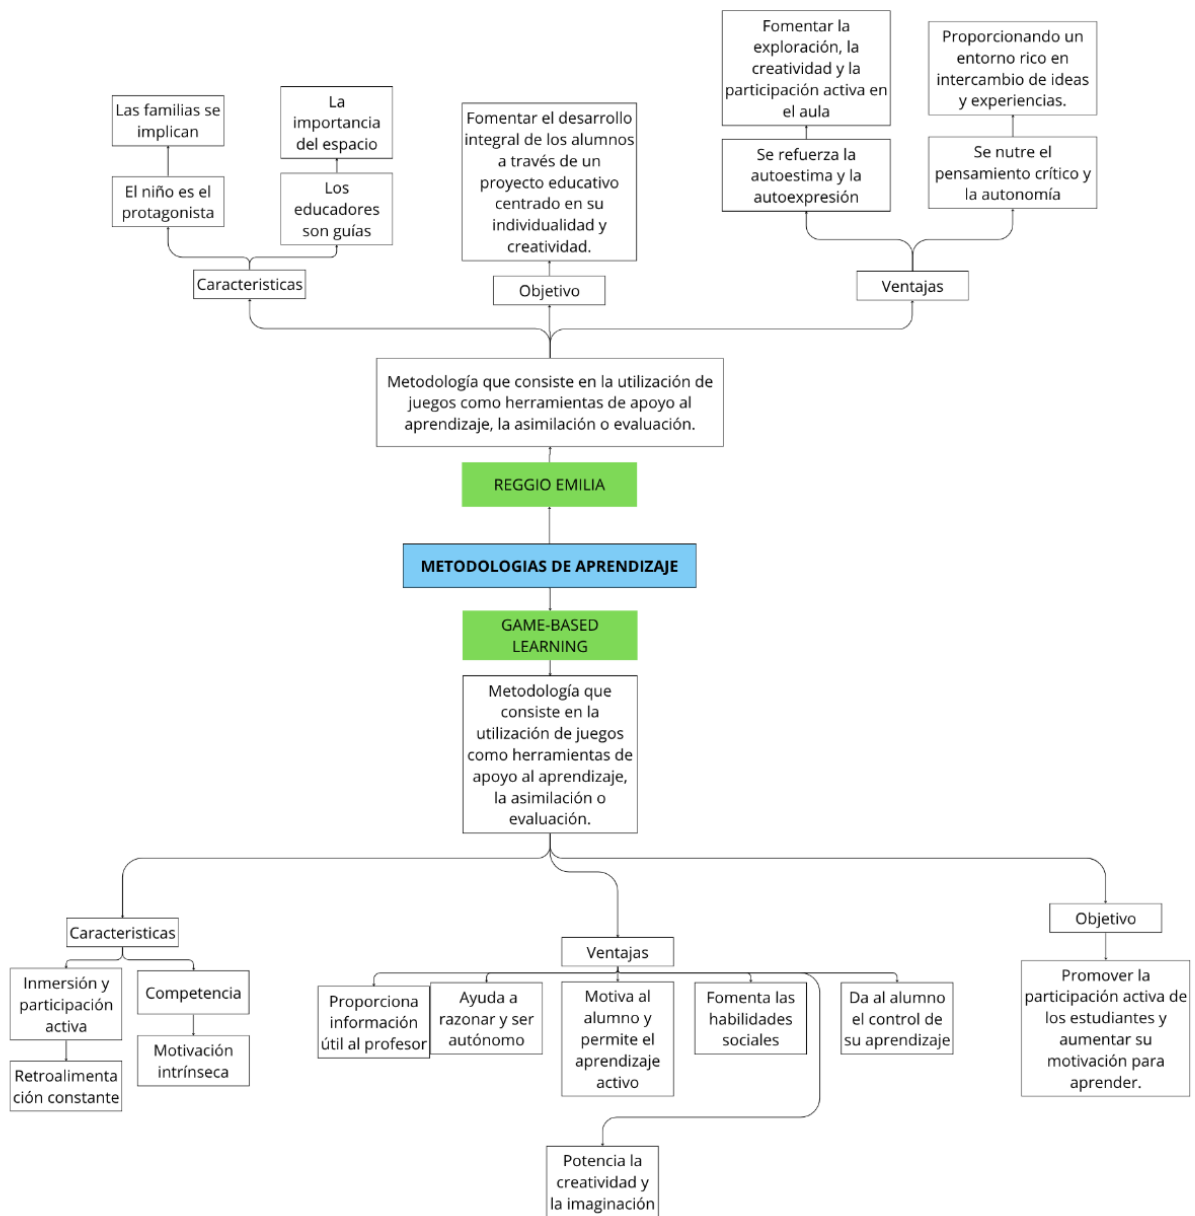 Fomentar la
exploración, la
creatividad y la
participación activa en
el aula
Proporcionando un
entorno rico en
intercambio de ideas
y experiencias.
Las familias se
implican
La
importancia
del espacio
Fomentar el desarrollo
integral de los alumnos
a través de un
proyecto educativo
centrado en su
individualidad y
creatividad.
Se refuerza la
autoestima y la
autoexpresión
Se nutre el
pensamiento crítico y
la autonomía
El niño es el
protagonista
Los
educadores
son guías
Caracteristicas
Objetivo
Ventajas
Metodología que consiste en la utilización de
juegos como herramientas de apoyo al
aprendizaje, la asimilación o evaluación.
REGGIO EMILIA
METODOLOGIAS DE APRENDIZAJE
GAME-BASED
LEARNING
Metodología que
consiste en la
utilización de juegos
como herramientas de
apoyo al aprendizaje,
la asimilación o
evaluación.
Caracteristicas
Ventajas
Objetivo
Inmersión y
participación
activa
Competencia
Retroalimenta
ción constante
Motivación
intrínseca
Proporciona
información
útil al profesor
Ayuda a
razonar y ser
autónomo
Motiva al
alumno y
permite el
aprendizaje
activo
Fomenta las
habilidades
sociales
Da al alumno
el control de
su aprendizaje
Promover la
participación activa de
los estudiantes y
aumentar su
motivación para
aprender.
Potencia la
creatividad y
la imaginación